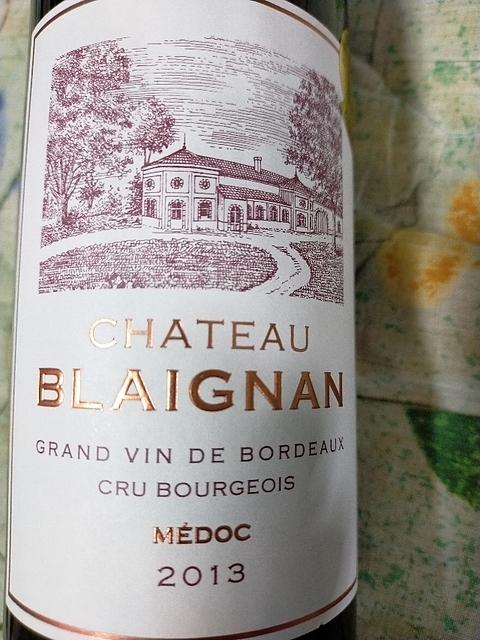 CHATEAU
BLAIGNAN
GRAND VIN DE BORDEAUX
CRU BOURGEOIS
MÉDOC
2013